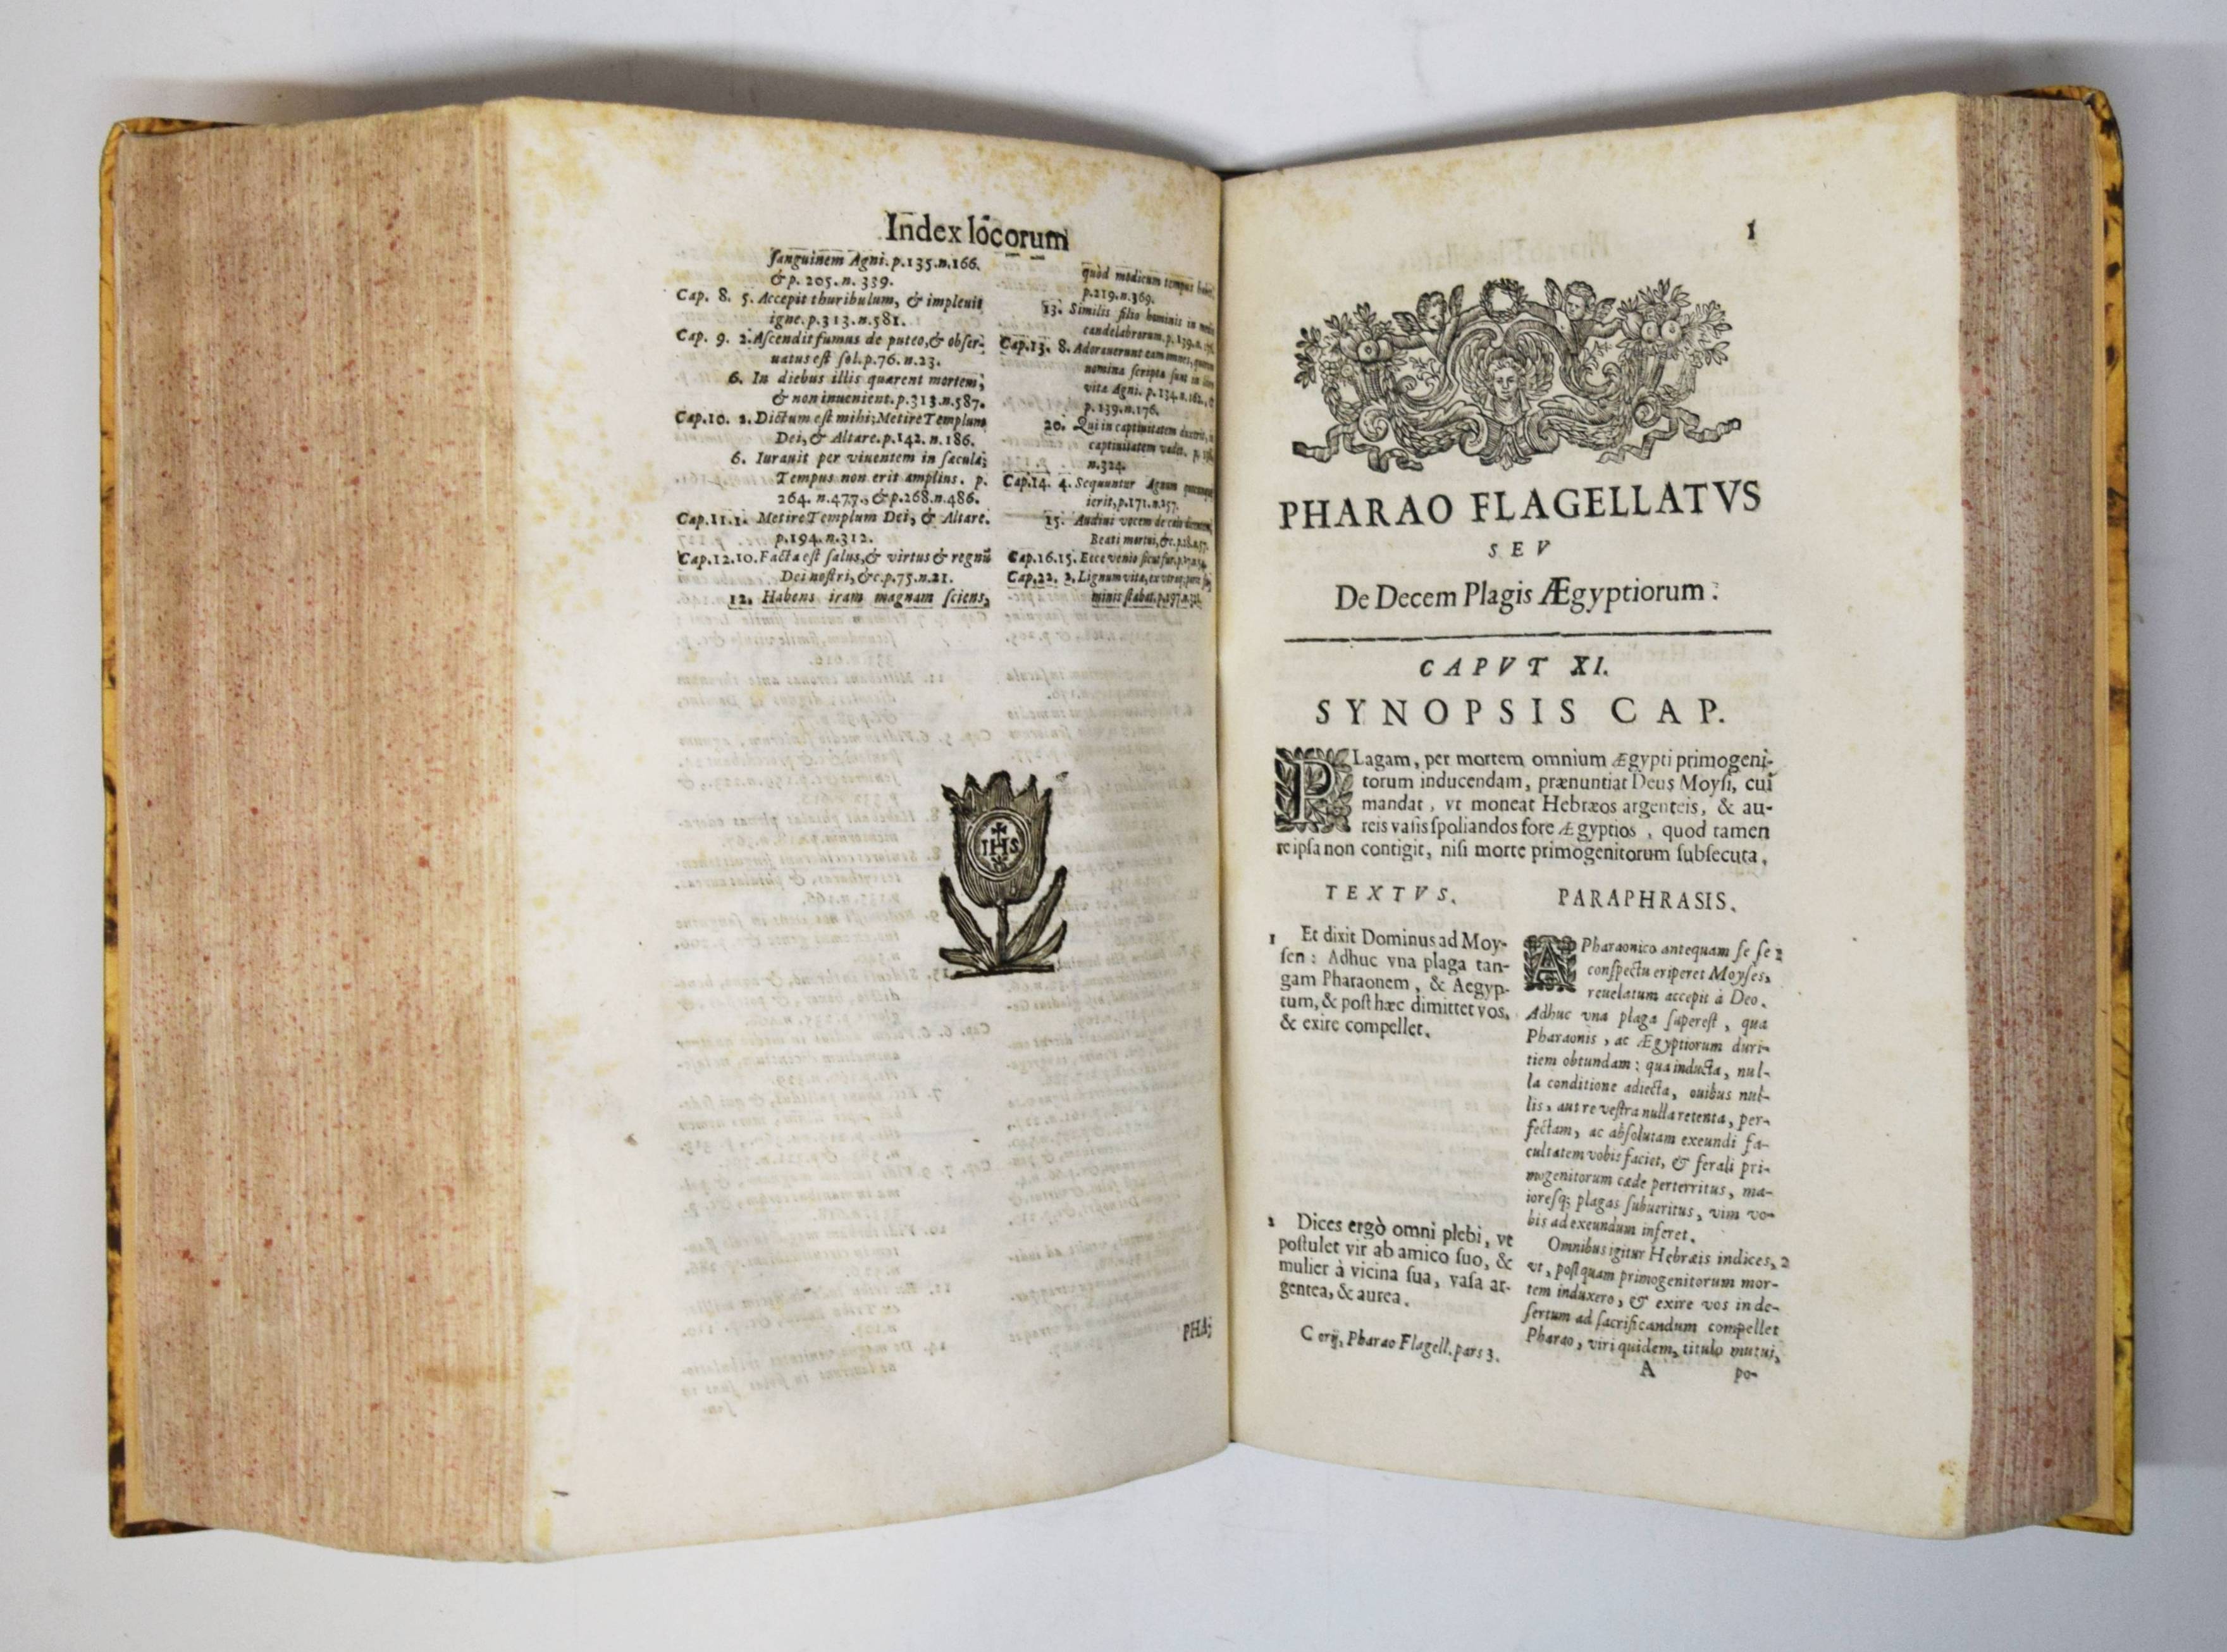 Index locorum
sanguinem Agni. p.135.n.166.
& p. 205. n. 339.
Cap. 8. 5. Accepit thuribulum, & impleuit
igne. p.313.n.581.
Cap. 9. 2. Ascendit fumus de puteo, & obser-
uatus est sol. p.76. n.23.
6. In diebus illis quærent mortem,
& non inuenient. p.313.n.587.
Cap.10. 2. Dictum est mihi; Metire Templum
Dei, & Altare. p.142. n. 186.
6. Iurauit per viuentem in sæcula;
Tempus non erit amplius. p.
264. n.477., & p.268.n.486.
Cap.11.1. Metire Templum Dei, & Altare.
p.194.n.312.
Cap.12.10. Facta est salus, & virtus & regnū
Dei nostri, &c.p.75.n.21.
12. Habens iram magnam sciens,
quòd modicum tempus
p.219.n.369.
13. Similis filio hominis in
candelabrorum. p.139.n.
Cap.13. 8. Adorauerunt eam omnes, quorum
nomina scripta sunt in
vita Agni. p.134.n.162.,
p.139.n.176.
20. Qui in captiuitatem
captiuitatem vadet. p.
n.324.
Cap.14. 4. Sequuntur Agnum
ierit, p.171.n.257.
15. Audiui vocem de cælo
Beati mortui, &c.
Cap.16.15. Ecce venio sicut fur.
Cap.22. 2. Lignum vitæ,
minis stabat.
IHS
PHA-
1
PHARAO FLAGELLATVS
SEV
De Decem Plagis Ægyptiorum:
CAPVT XI.
SYNOPSIS CAP.
PLagam, per mortem omnium Ægypti primogeni-
torum inducendam, prænuntiat Deus Moysi, cui
mandat, vt moneat Hebræos argenteis, & au-
reis vasis spoliandos fore Ægyptios, quod tamen
re ipsa non contigit, nisi morte primogenitorum subsecuta.
TEXTVS.
1 Et dixit Dominus ad Moy-
sen: Adhuc vna plaga tan-
gam Pharaonem, & Aegyp-
tum, & post hæc dimittet vos,
& exire compellet.
2 Dices ergò omni plebi, vt
postulet vir ab amico suo, &
mulier à vicina sua, vasa ar-
gentea, & aurea.
PARAPHRASIS.
A Pharaonico antequam se se 1
conspectu eriperet Moyses,
reuelatum accepit à Deo.
Adhuc vna plaga superest, qua
Pharaonis, ac Ægyptiorum duri-
tiem obtundam: qua inducta, nul-
la conditione adiecta, ouibus nul-
lis, aut re vestra nulla retenta, per-
fectam, ac absolutam exeundi fa-
cultatem vobis faciet, & ferali pri-
mogenitorum cæde perterritus, ma-
ioresq; plagas subueritus, vim vo-
bis ad exeundum inferet.
Omnibus igitur Hebræis indices, 2
vt, postquam primogenitorum mor-
tem induxero, & exire vos in de-
sertum ad sacrificandum compellet
Pharao, viri quidem, titulo mutui,
Corij, Pharao Flagell. pars 3.
A
po-